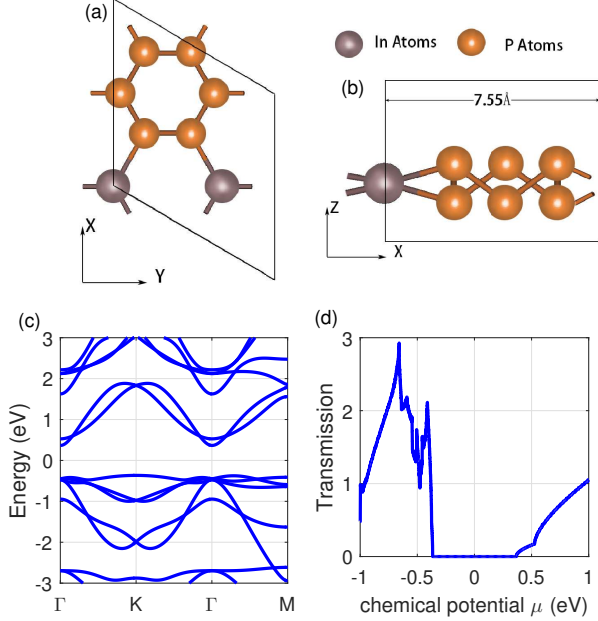 (a)
In Atoms
P Atoms
(b)
7.55Å
X
Y
Z
X
(c)
3
2
1
0
-1
-2
-3
Energy (eV)
Γ
K
Γ
M
(d)
3
2
1
0
Transmission
-1
-0.5
0
0.5
1
chemical potential μ (eV)